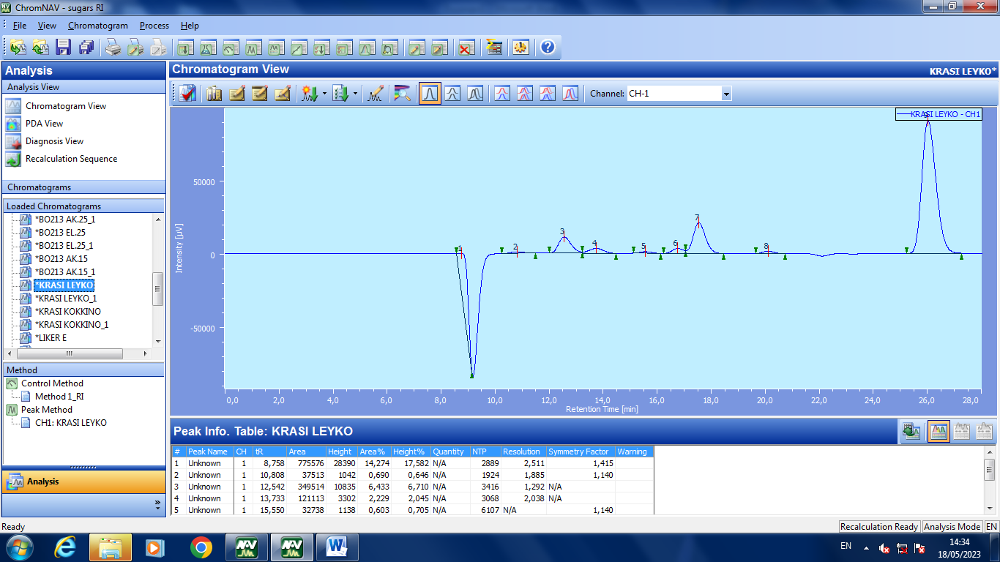 ChromNAV - sugars RI
File View Chromatogram Process Help
Analysis
Analysis View
Chromatogram View
PDA View
Diagnosis View
Recalculation Sequence
Chromatograms
Loaded Chromatograms
*BO213 AK.25_1
*BO213 EL.25
*BO213 EL.25_1
*BO213 AK.15
*BO213 AK.15_1
*KRASI LEYKO
*KRASI LEYKO_1
*KRASI KOKKINO
*KRASI KOKKINO_1
*LIKER E
Method
Control Method
Method 1_RI
Peak Method
CH1: KRASI LEYKO
Analysis
Chromatogram View
KRASI LEYKO*
Channel: CH-1
KRASI LEYKO - CH1
50000
0
-50000
Intensity [µV]
1
2
3
4
5
6
7
8
9
0,0 2,0 4,0 6,0 8,0 10,0 12,0 14,0 16,0 18,0 20,0 22,0 24,0 26,0 28,0
Retention Time [min]
Peak Info. Table: KRASI LEYKO
# Peak Name CH tR Area Height Area% Height% Quantity NTP Resolution Symmetry Factor Warning
1 Unknown 1 8,758 775576 28390 14,274 17,582 N/A 2889 2,511 1,415
2 Unknown 1 10,808 37513 1042 0,690 0,646 N/A 1924 1,885 1,140
3 Unknown 1 12,542 349514 10835 6,433 6,710 N/A 3416 1,292 N/A
4 Unknown 1 13,733 121113 3302 2,229 2,045 N/A 3068 2,038 N/A
5 Unknown 1 15,550 32738 1138 0,603 0,705 N/A 6107 N/A 1,140
Ready
Recalculation Ready Analysis Mode EN
EN
14:34
18/05/2023